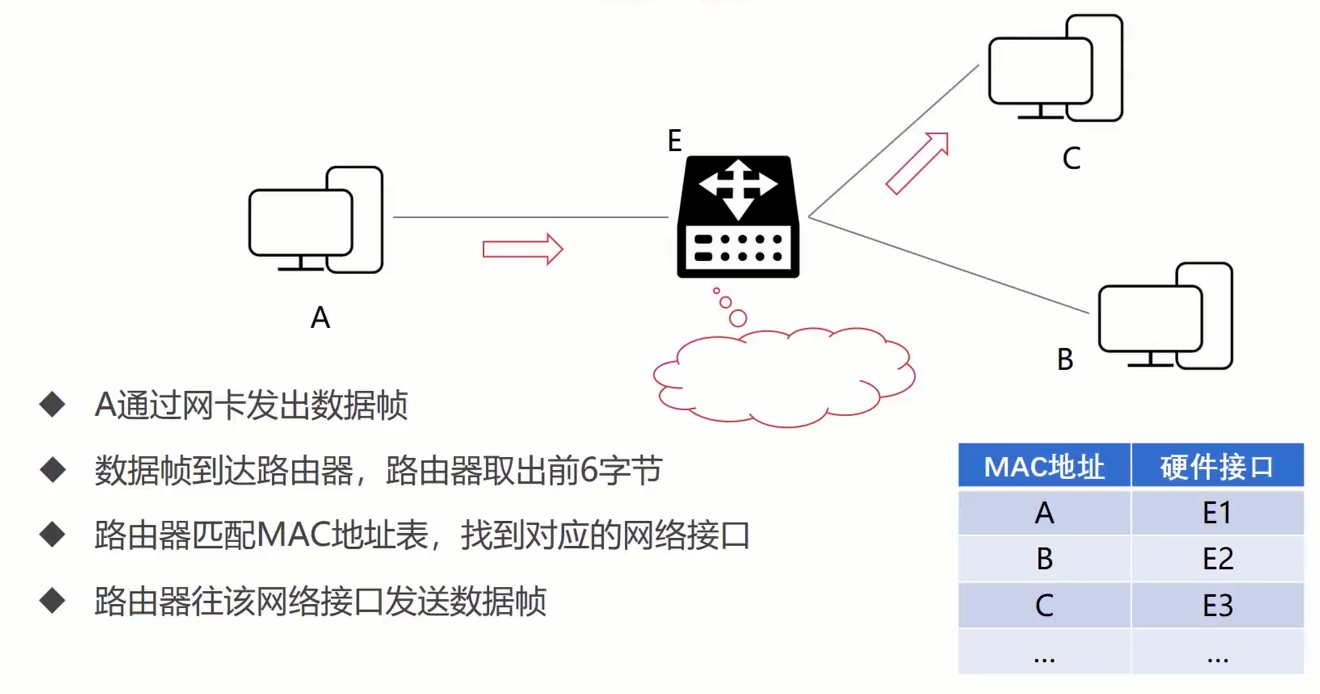 E
C
A
B
◆ A通过网卡发出数据帧
◆ 数据帧到达路由器，路由器取出前6字节
◆ 路由器匹配MAC地址表，找到对应的网络接口
◆ 路由器往该网络接口发送数据帧
MAC地址 硬件接口
A E1
B E2
C E3
... ...